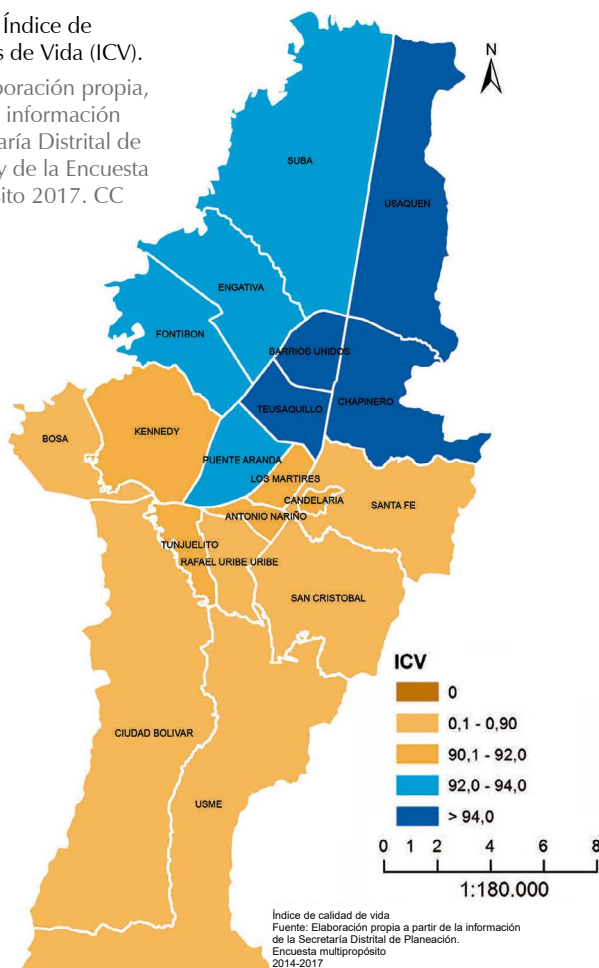 Índice de
s de Vida (ICV).
boración propia,
información
aría Distrital de
y de la Encuesta
sito 2017. CC
N
SUBA
USAQUEN
ENGATIVA
FONTIBON
BARRIOS UNIDOS
TEUSAQUILLO
CHAPINERO
KENNEDY
BOSA
PUENTE ARANDA
LOS MARTIRES
CANDELARIA
SANTA FE
ANTONIO NARIÑO
TUNJUELITO
RAFAEL URIBE URIBE
SAN CRISTOBAL
CIUDAD BOLIVAR
USME
ICV
0
0,1 - 0,90
90,1 - 92,0
92,0 - 94,0
> 94,0
0 1 2 4 6 8
1:180.000
Índice de calidad de vida
Fuente: Elaboración propia a partir de la información
de la Secretaría Distrital de Planeación.
Encuesta multipropósito
2014-2017